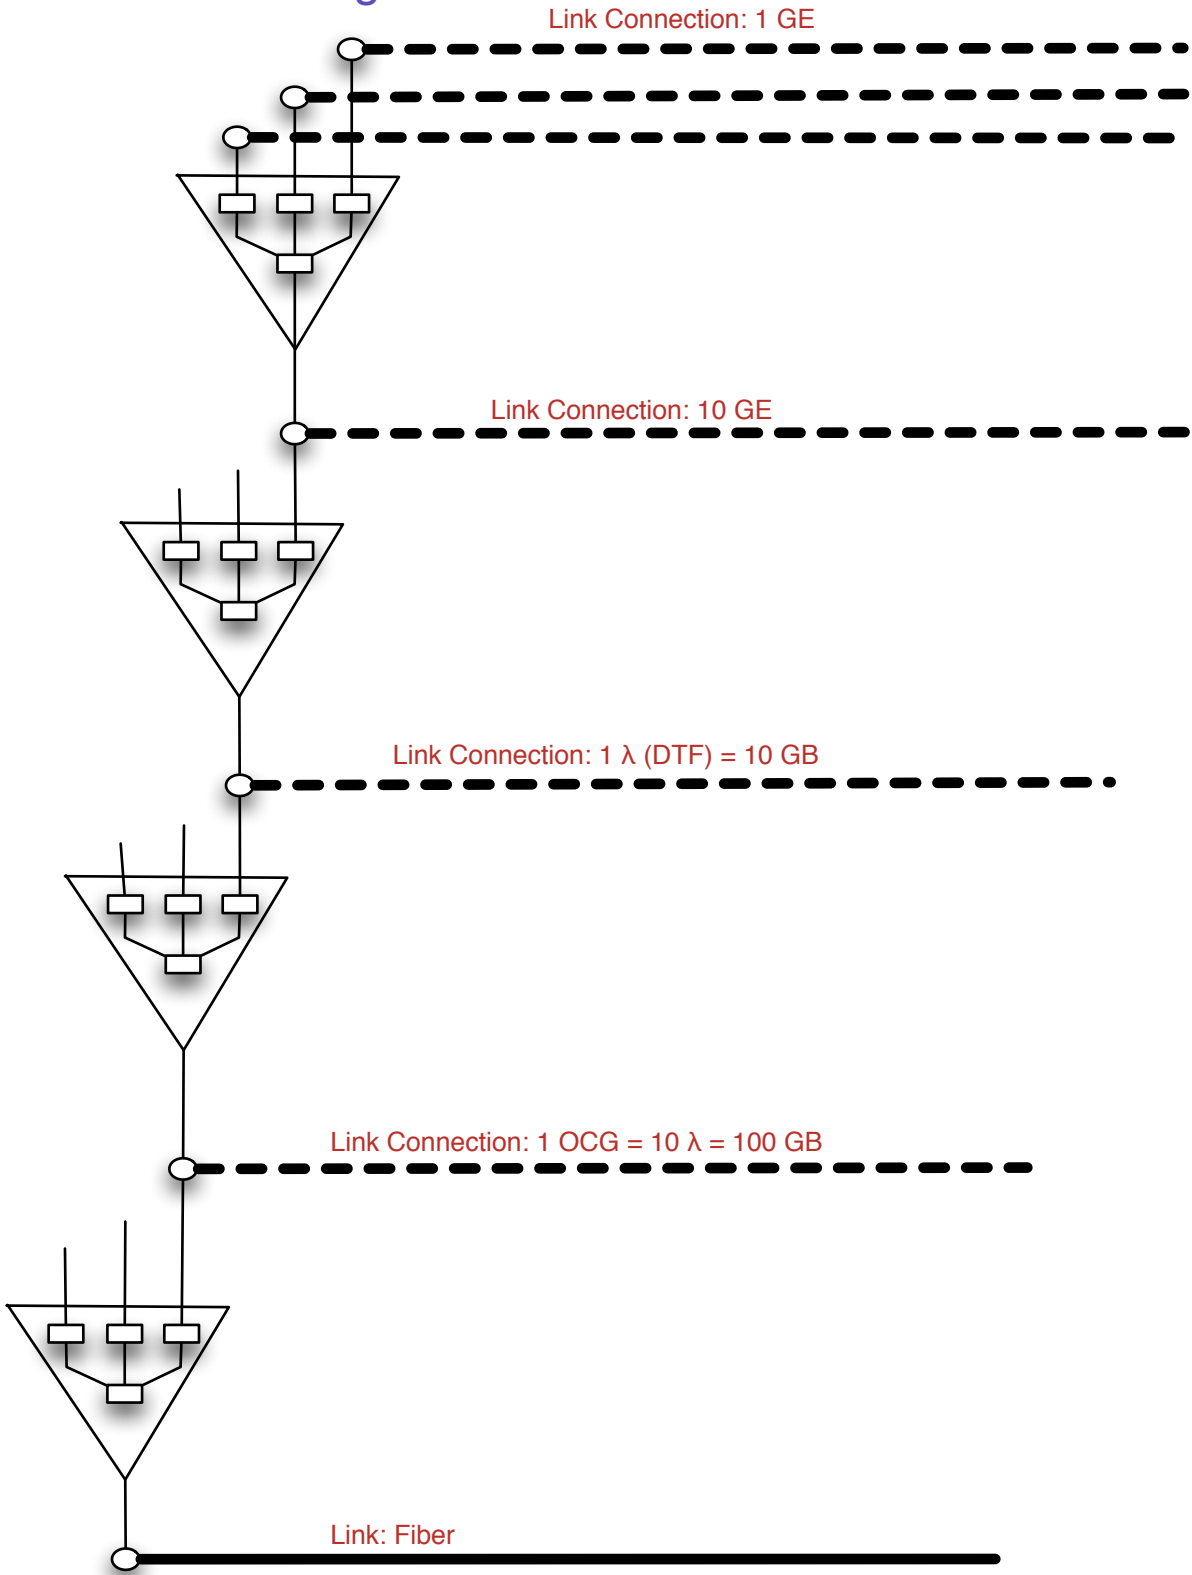 Link Connection: 1 GE
Link Connection: 10 GE
Link Connection: 1 λ (DTF) = 10 GB
Link Connection: 1 OCG = 10 λ = 100 GB
Link: Fiber